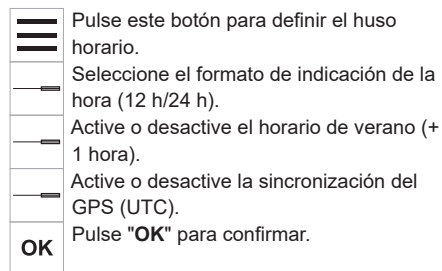 Pulse este botón para definir el huso
horario.
Seleccione el formato de indicación de la
hora (12 h/24 h).
Active o desactive el horario de verano (+
1 hora).
Active o desactive la sincronización del
GPS (UTC).
OK Pulse "OK" para confirmar.